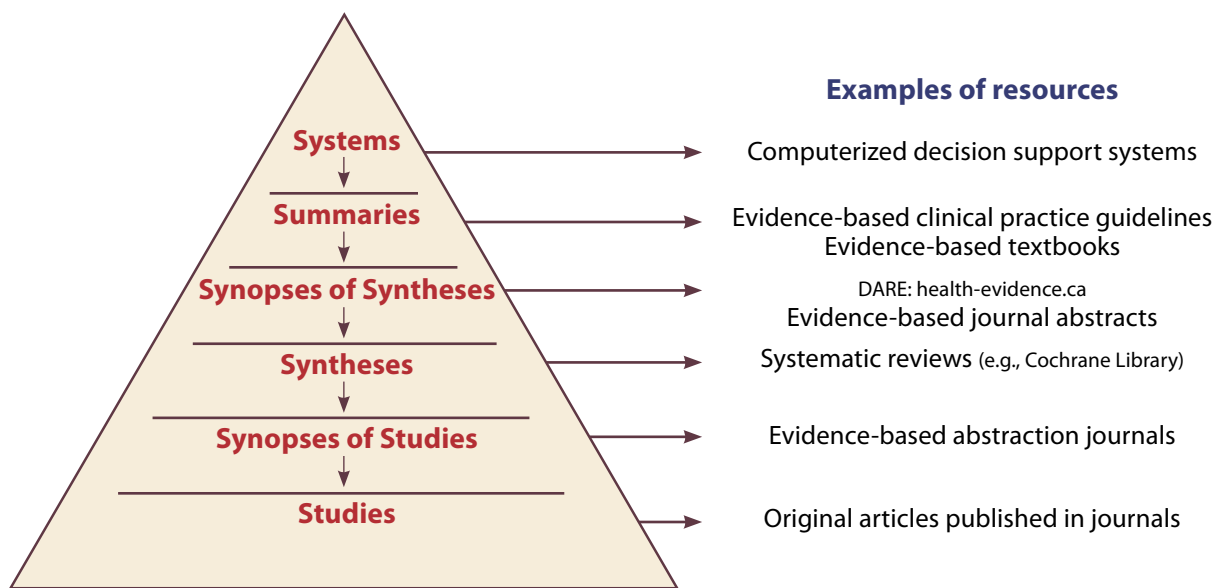 Examples of resources
Systems
Computerized decision support systems
Summaries
Evidence-based clinical practice guidelines
Evidence-based textbooks
Synopses of Syntheses
DARE: health-evidence.ca
Evidence-based journal abstracts
Syntheses
Systematic reviews (e.g., Cochrane Library)
Synopses of Studies
Evidence-based abstraction journals
Studies
Original articles published in journals